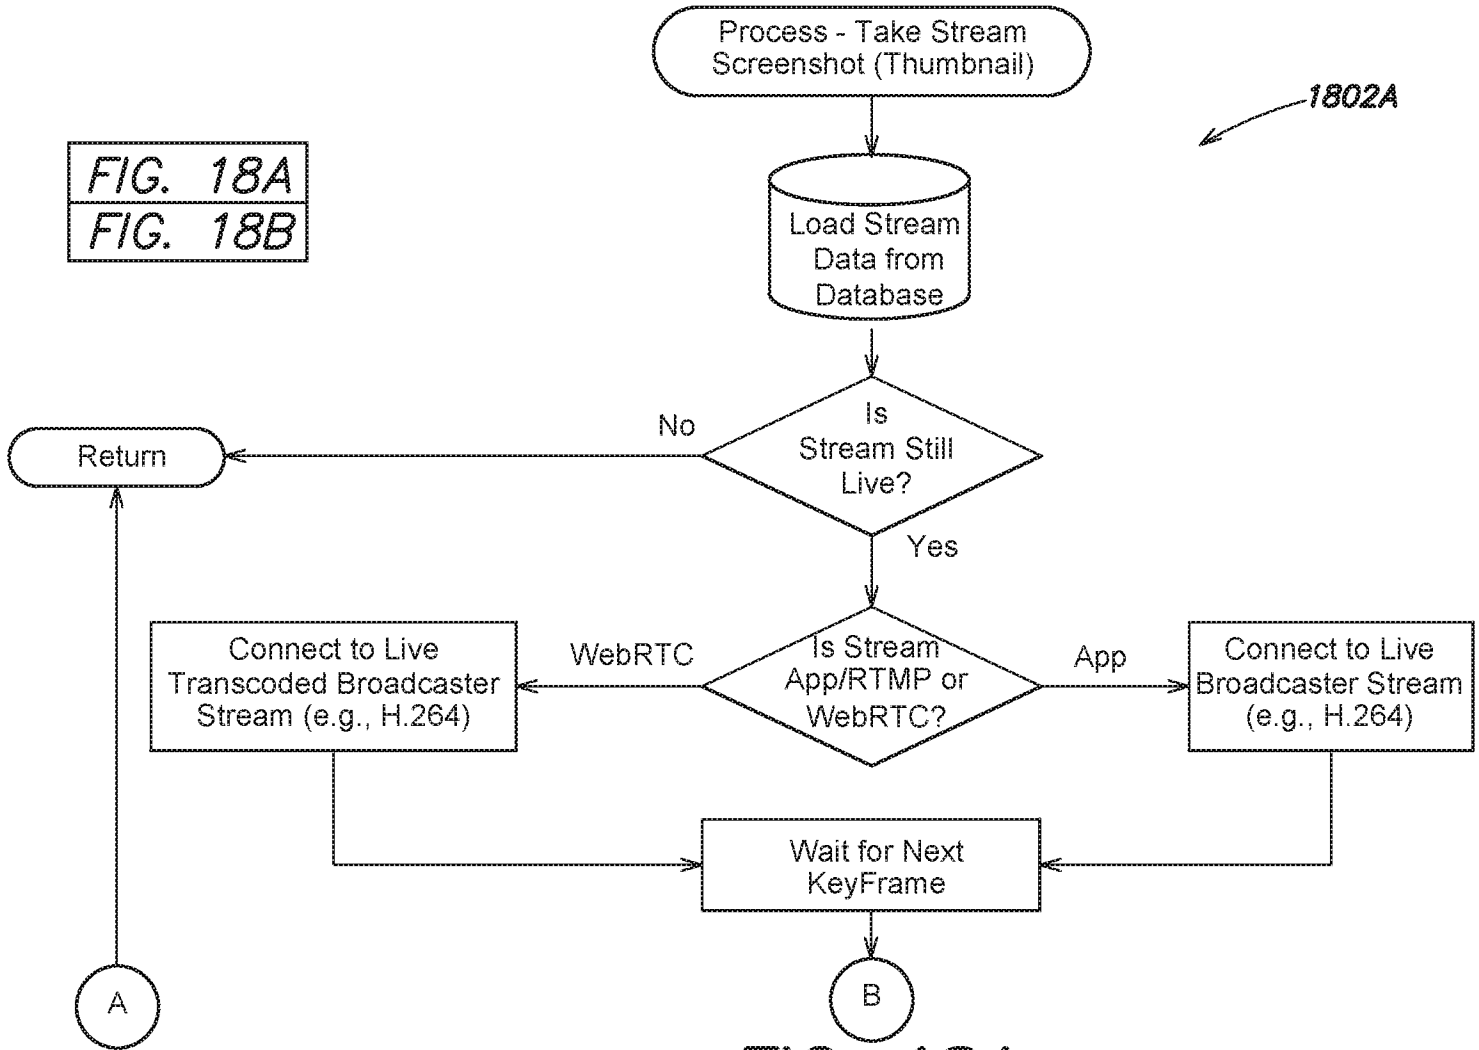 Process - Take Stream
Screenshot (Thumbnail)
1802A
FIG. 18A
FIG. 18B
Load Stream
Data from
Database
Is
Stream Still
Live?
No
Return
Yes
Connect to Live
Transcoded Broadcaster
Stream (e.g., H.264)
WebRTC
Is Stream
App/RTMP or
WebRTC?
App
Connect to Live
Broadcaster Stream
(e.g., H.264)
Wait for Next
KeyFrame
A
B